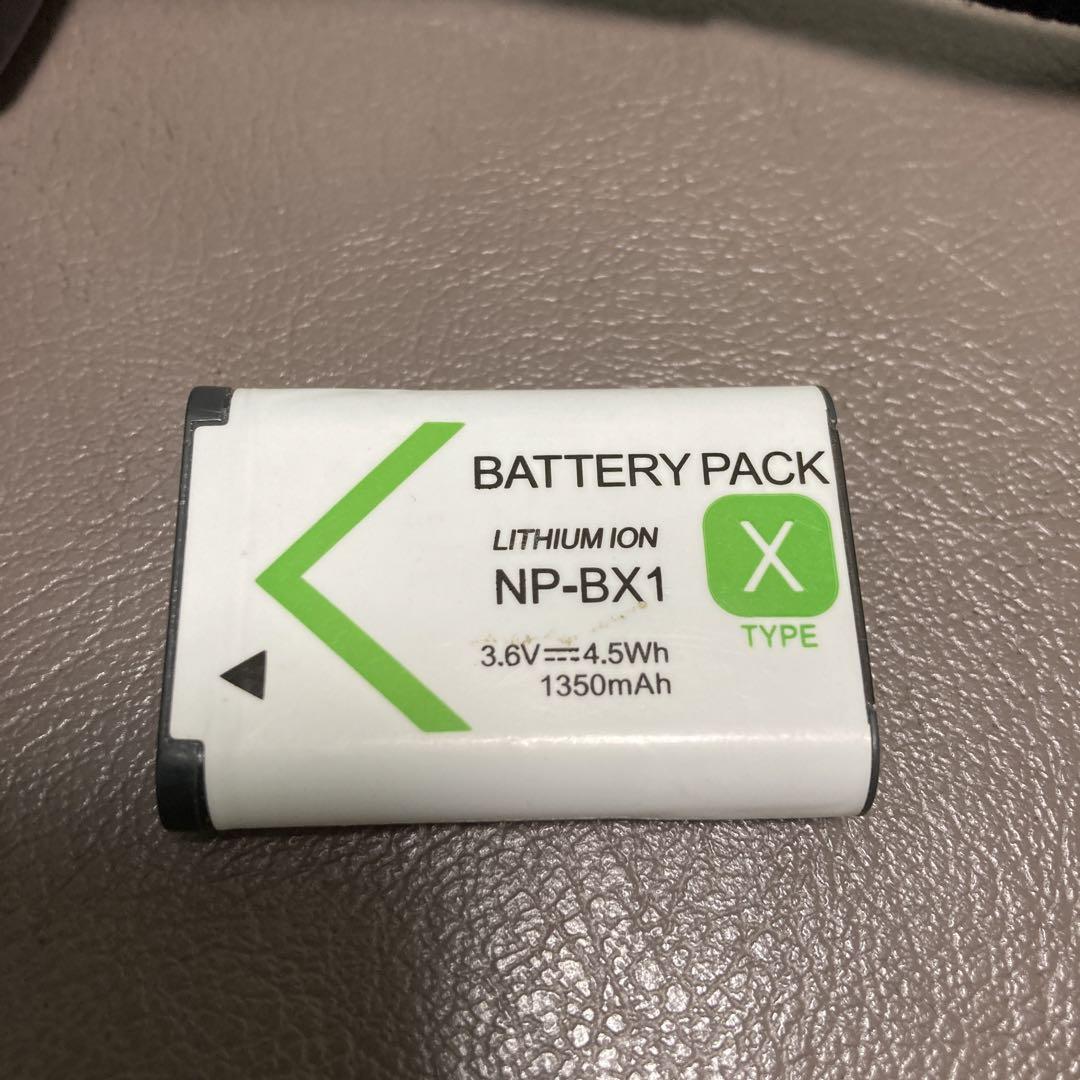 BATTERY PACK
LITHIUM ION
NP-BX1
X
TYPE
3.6V⎓4.5Wh
1350mAh